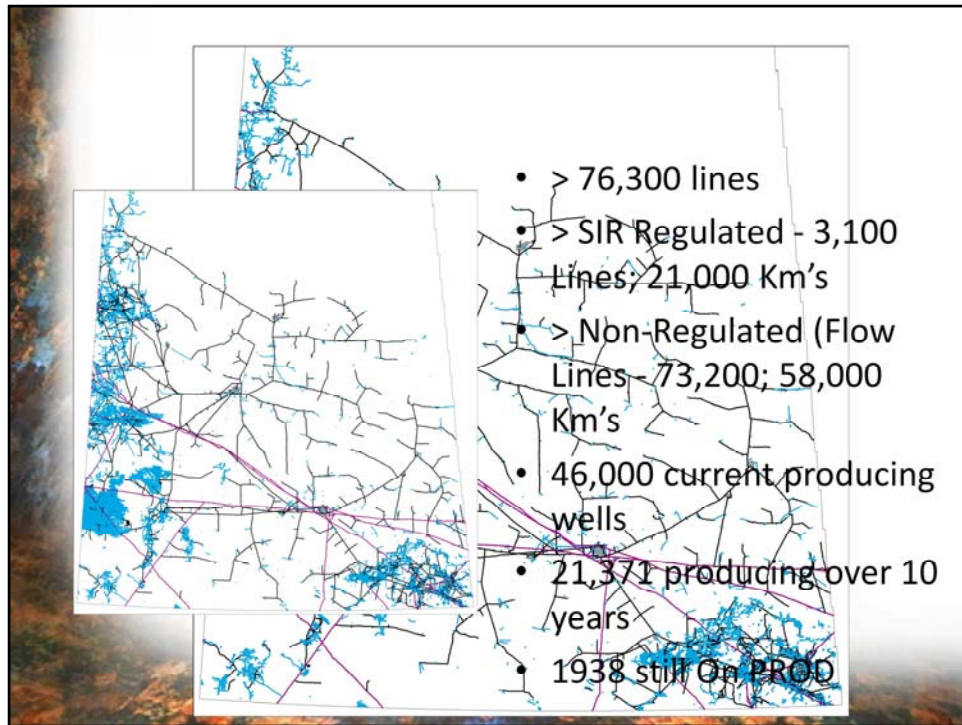 • > 76,300 lines
• > SIR Regulated - 3,100
Lines; 21,000 Km's
• > Non-Regulated (Flow
Lines - 73,200; 58,000
Km's
• 46,000 current producing
wells
• 21,371 producing over 10
years
• 1938 still On PROD